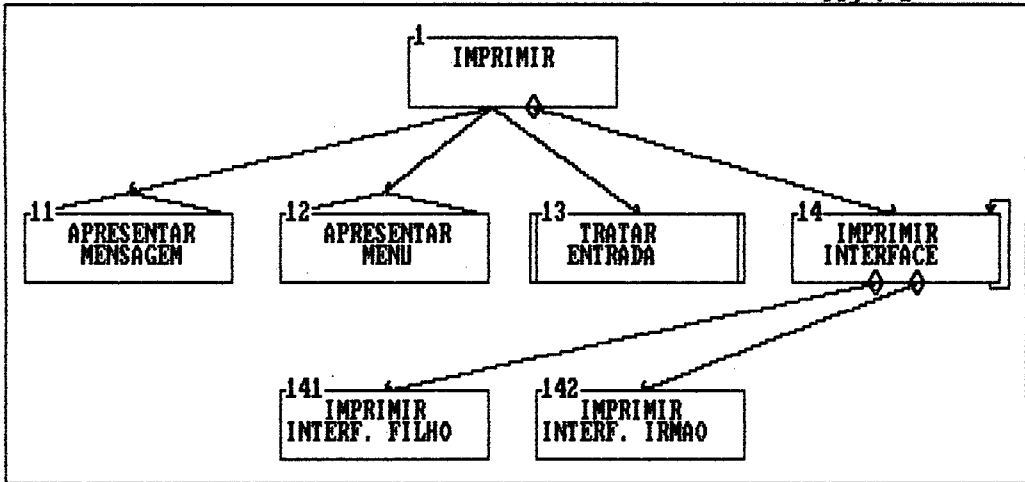 1
IMPRIMIR
11
APRESENTAR
MENSAGEM
12
APRESENTAR
MENU
13
TRATAR
ENTRADA
14
IMPRIMIR
INTERFACE
141
IMPRIMIR
INTERF. FILHO
142
IMPRIMIR
INTERF. IRMAO